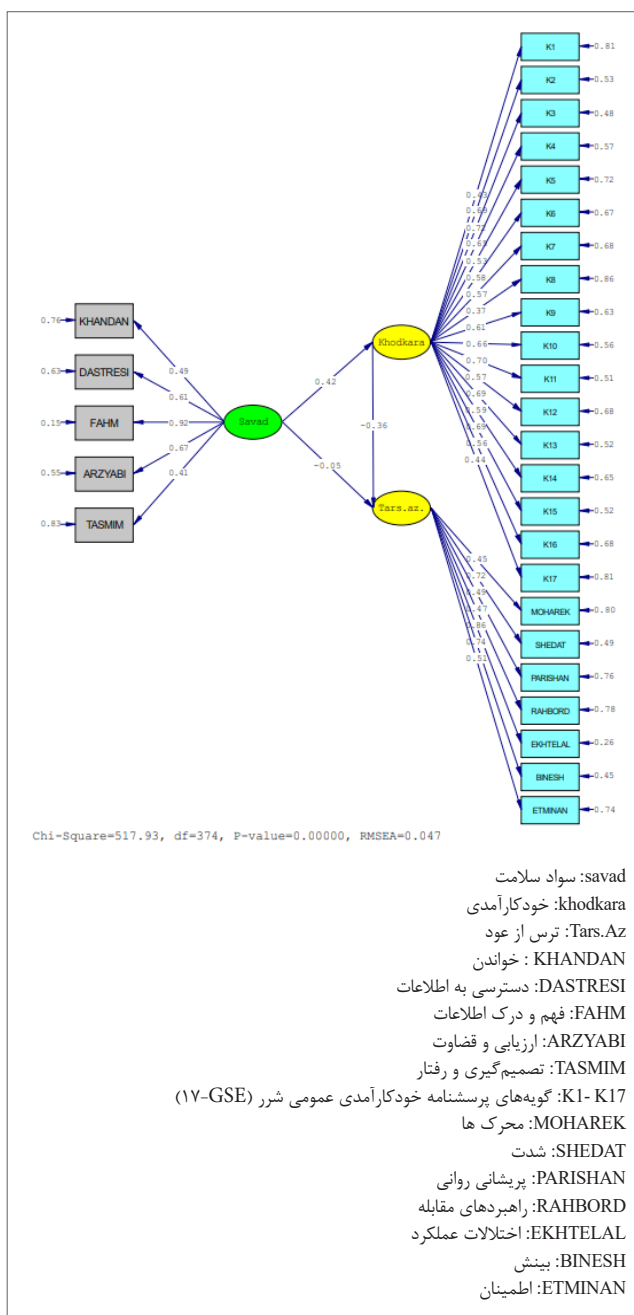 K1 0.81
K2 0.53
K3 0.48
K4 0.57
K5 0.72
K6 0.67
K7 0.68
K8 0.86
K9 0.63
K10 0.56
K11 0.51
K12 0.68
K13 0.52
K14 0.65
K15 0.52
K16 0.68
K17 0.81
MOHAREK 0.80
SHEDAT 0.49
PARISHAN 0.76
RAHBORD 0.78
EKHTELAL 0.26
BINESH 0.45
ETMINAN 0.74
0.43
0.69
0.72
0.65
0.53
0.58
0.57
0.37
0.61
0.66
0.70
0.57
0.69
0.59
0.69
0.56
0.44
0.45
0.72
0.49
0.47
0.86
0.74
0.51
0.76 KHANDAN
0.63 DASTRESI
0.15 FAHM
0.55 ARZYABI
0.83 TASMIM
0.49
0.61
0.92
0.67
0.41
Savad
0.42
-0.05
Khodkara
-0.36
Tars.az.
Chi-Square=517.93, df=374, P-value=0.00000, RMSEA=0.047
savad: سواد سلامت
khodkara: خودکارآمدی
Tars.Az: ترس از عود
KHANDAN : خواندن
DASTRESI: دسترسی به اطلاعات
FAHM: فهم و درک اطلاعات
ARZYABI: ارزیابی و قضاوت
TASMIM: تصمیم‌گیری و رفتار
K1- K17: گویه‌های پرسشنامه خودکارآمدی عمومی شرر (GSE-۱۷)
MOHAREK: محرک ها
SHEDAT: شدت
PARISHAN: پریشانی روانی
RAHBORD: راهبردهای مقابله
EKHTELAL: اختلالات عملکرد
BINESH: بینش
ETMINAN: اطمینان